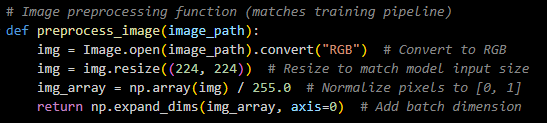 # Image preprocessing function (matches training pipeline)
def preprocess_image(image_path):
    img = Image.open(image_path).convert("RGB")  # Convert to RGB
    img = img.resize((224, 224))  # Resize to match model input size
    img_array = np.array(img) / 255.0  # Normalize pixels to [0, 1]
    return np.expand_dims(img_array, axis=0)  # Add batch dimension